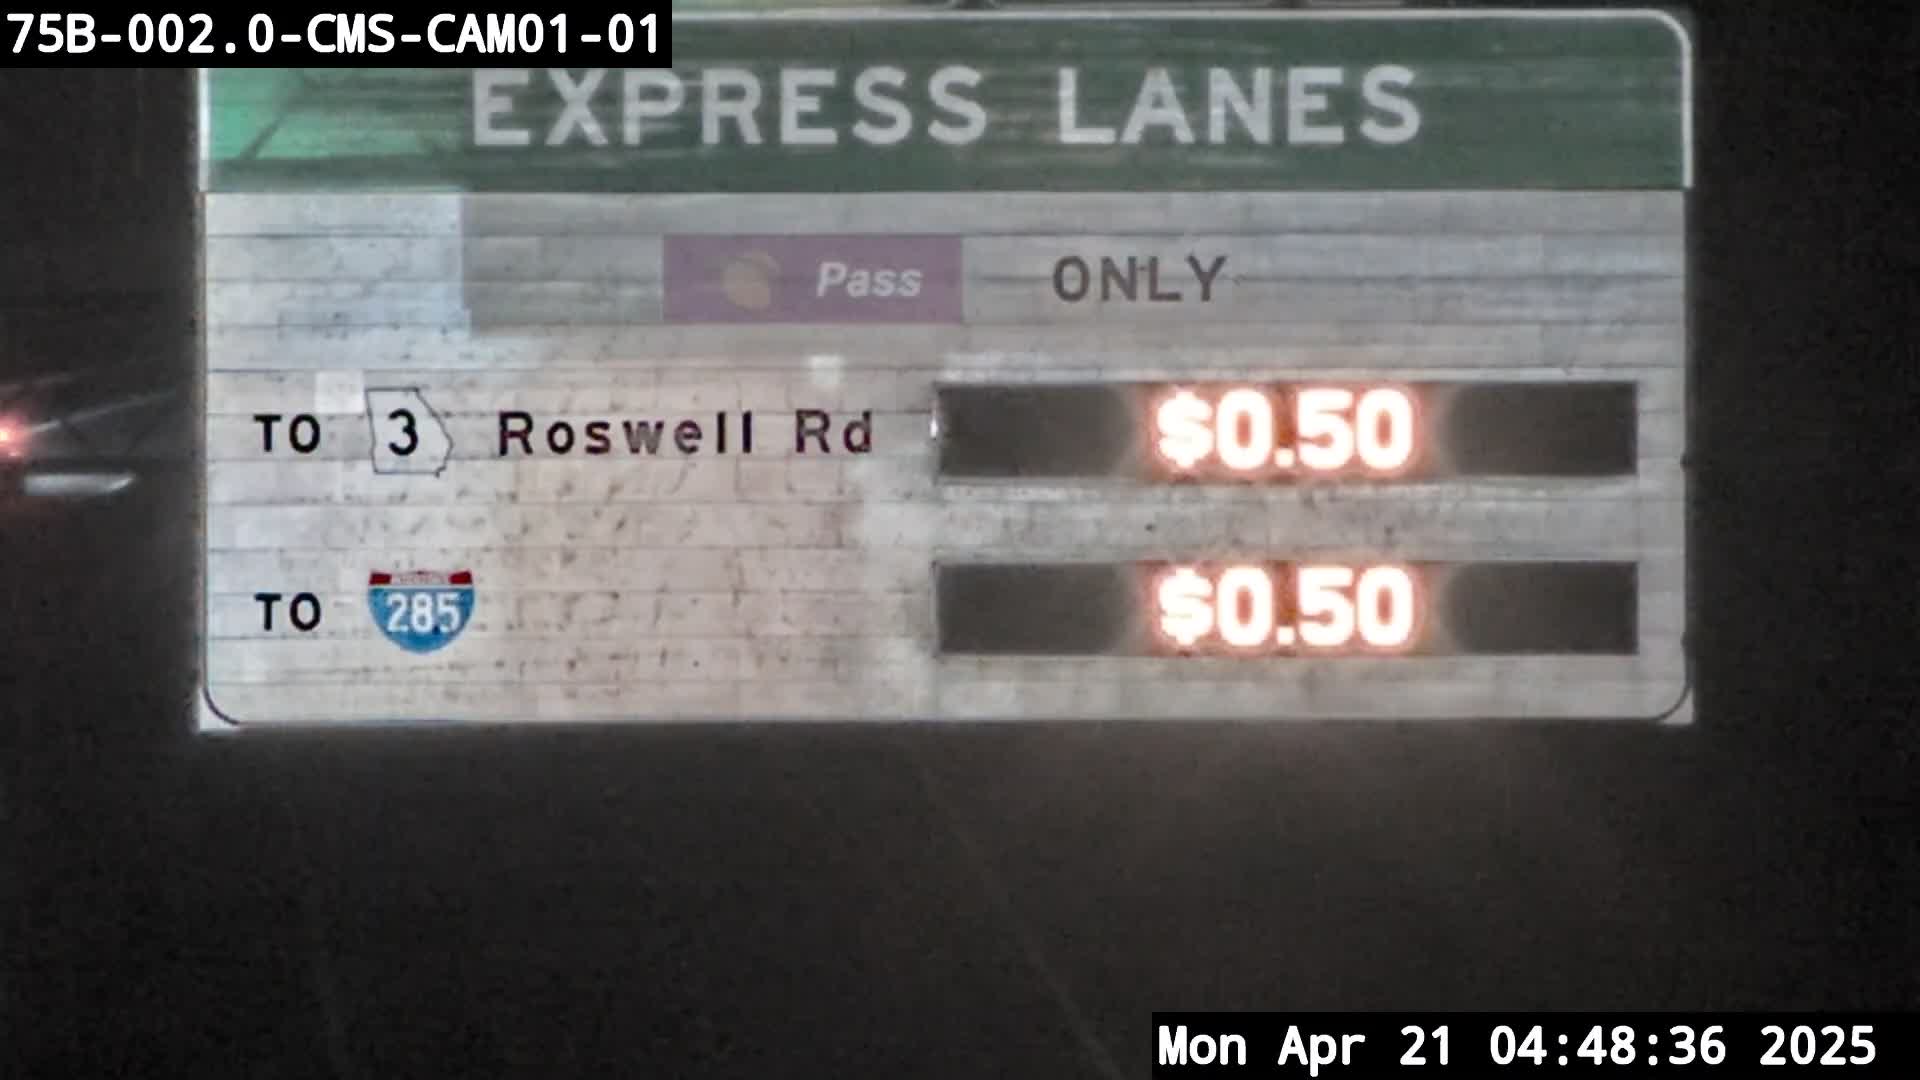 75B-002.0-CMS-CAM01-01
EXPRESS LANES
Pass ONLY
TO 3 Roswell Rd $0.50
TO 285 $0.50
Mon Apr 21 04:48:36 2025